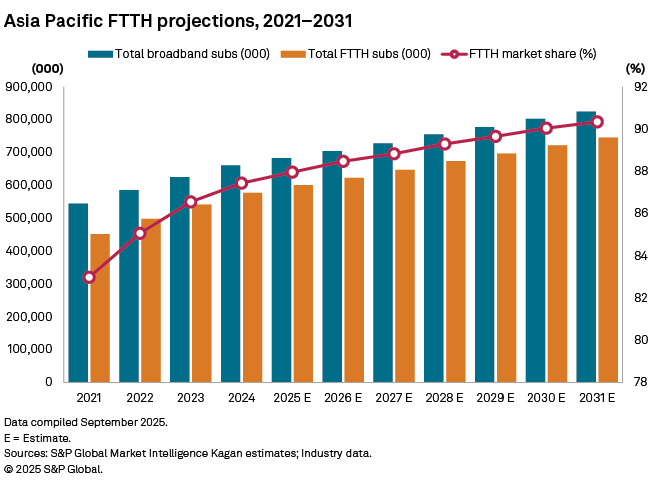 Asia Pacific FTTH projections, 2021–2031
Total broadband subs (000) Total FTTH subs (000) FTTH market share (%)
(000) (%)
900,000 92
800,000 90
700,000 88
600,000 86
500,000 84
400,000 82
300,000 80
200,000 78
100,000
0
2021 2022 2023 2024 2025 E 2026 E 2027 E 2028 E 2029 E 2030 E 2031 E
Data compiled September 2025.
E = Estimate.
Sources: S&P Global Market Intelligence Kagan estimates; Industry data.
© 2025 S&P Global.